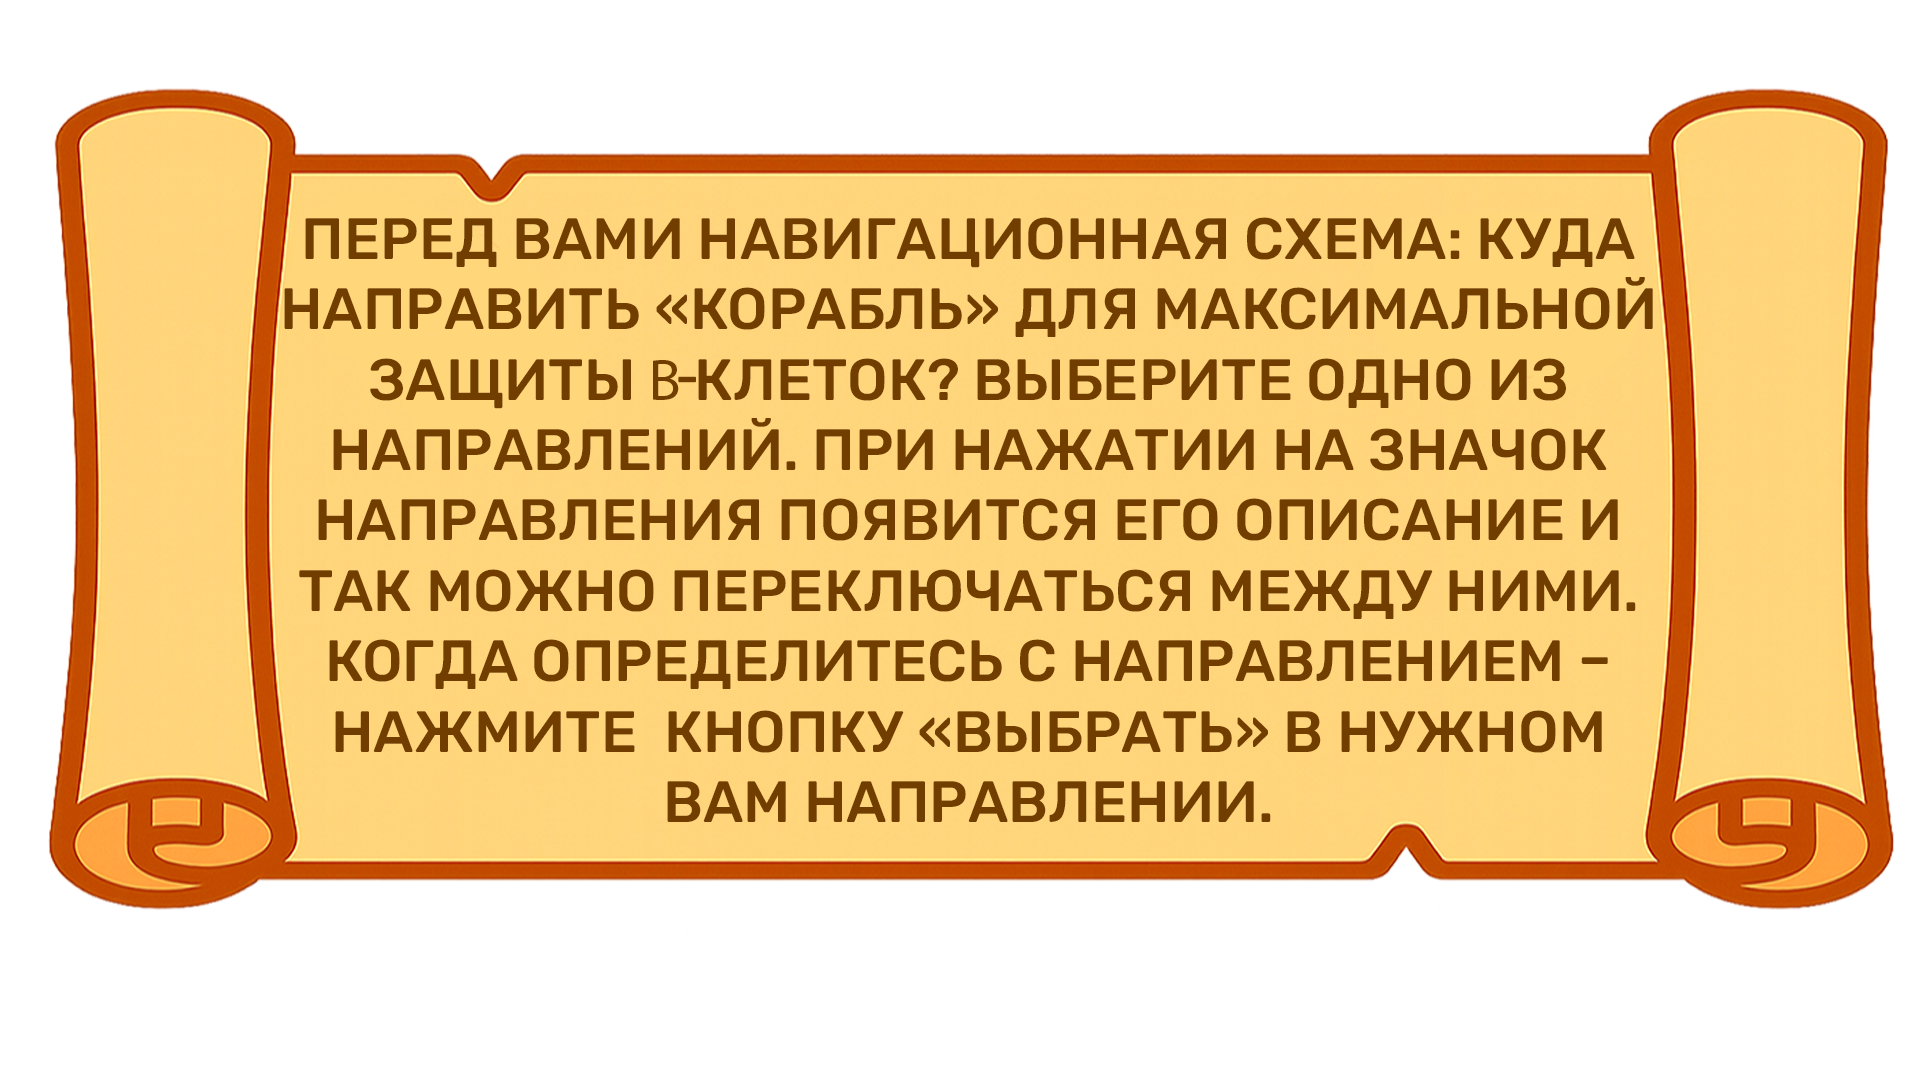 ПЕРЕД ВАМИ НАВИГАЦИОННАЯ СХЕМА: КУДА
НАПРАВИТЬ «КОРАБЛЬ» ДЛЯ МАКСИМАЛЬНОЙ
ЗАЩИТЫ Β-КЛЕТОК? ВЫБЕРИТЕ ОДНО ИЗ
НАПРАВЛЕНИЙ. ПРИ НАЖАТИИ НА ЗНАЧОК
НАПРАВЛЕНИЯ ПОЯВИТСЯ ЕГО ОПИСАНИЕ И
ТАК МОЖНО ПЕРЕКЛЮЧАТЬСЯ МЕЖДУ НИМИ.
КОГДА ОПРЕДЕЛИТЕСЬ С НАПРАВЛЕНИЕМ –
НАЖМИТЕ  КНОПКУ «ВЫБРАТЬ» В НУЖНОМ
ВАМ НАПРАВЛЕНИИ.